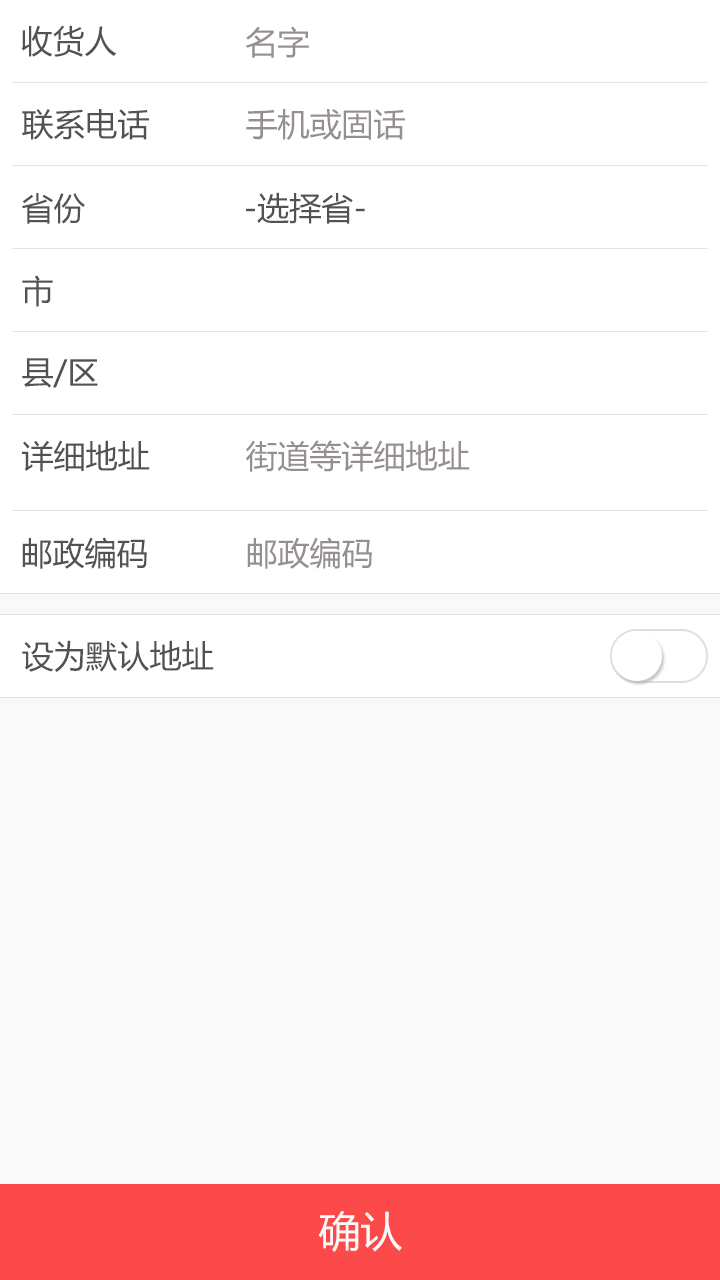 收货人 名字
联系电话 手机或固话
省份 -选择省-
市
县/区
详细地址 街道等详细地址
邮政编码 邮政编码
设为默认地址
确认